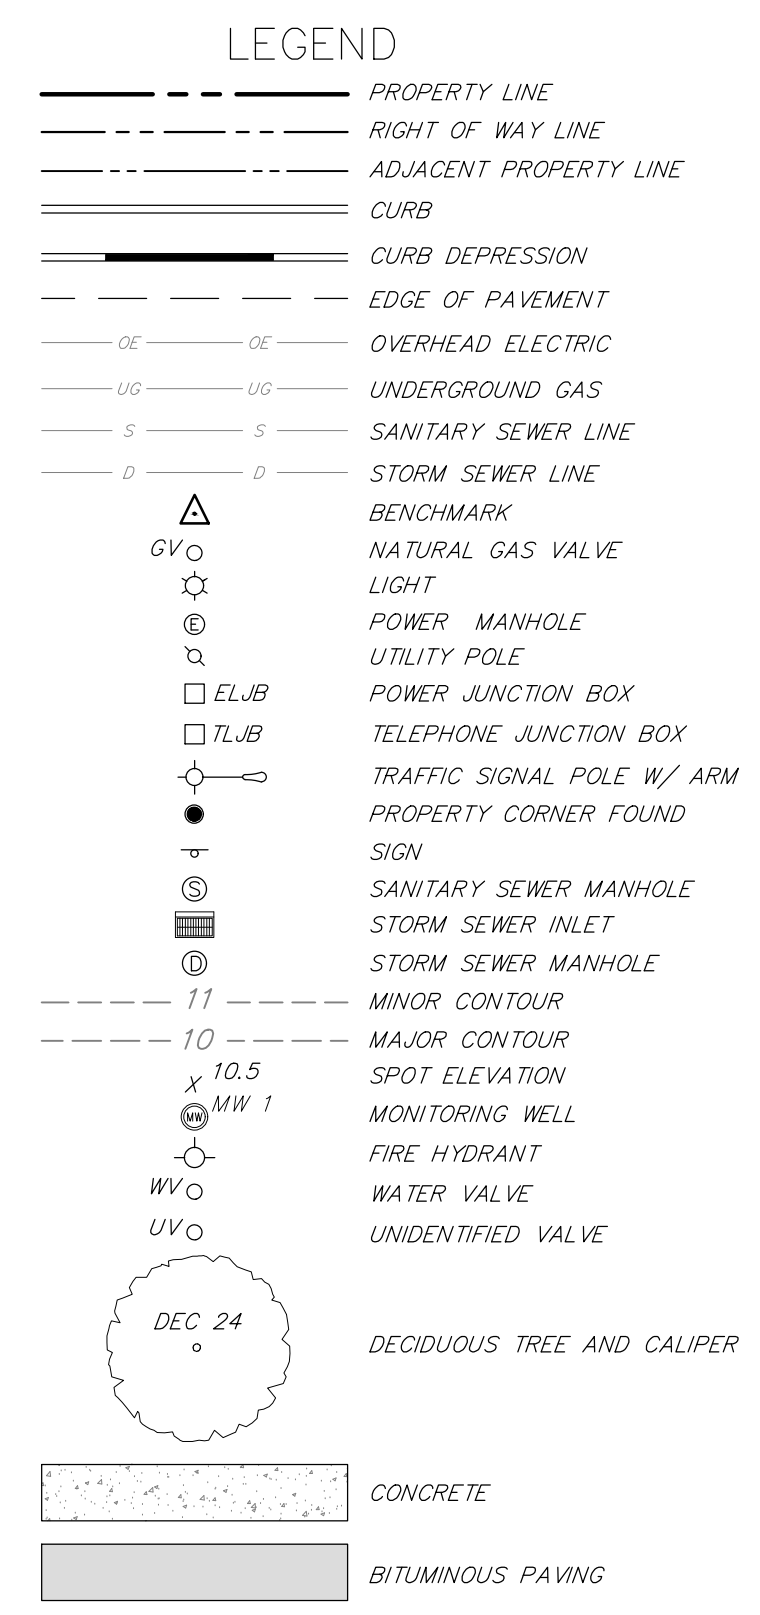 LEGEND
PROPERTY LINE
RIGHT OF WAY LINE
ADJACENT PROPERTY LINE
CURB
CURB DEPRESSION
EDGE OF PAVEMENT
OE OE OVERHEAD ELECTRIC
UG UG UNDERGROUND GAS
S S SANITARY SEWER LINE
D D STORM SEWER LINE
BENCHMARK
GV NATURAL GAS VALVE
LIGHT
E POWER MANHOLE
UTILITY POLE
ELJB POWER JUNCTION BOX
TLJB TELEPHONE JUNCTION BOX
TRAFFIC SIGNAL POLE W/ ARM
PROPERTY CORNER FOUND
SIGN
S SANITARY SEWER MANHOLE
STORM SEWER INLET
D STORM SEWER MANHOLE
11 MINOR CONTOUR
10 MAJOR CONTOUR
X 10.5 SPOT ELEVATION
MW MW 1 MONITORING WELL
FIRE HYDRANT
WV WATER VALVE
UV UNIDENTIFIED VALVE
DEC 24 DECIDUOUS TREE AND CALIPER
CONCRETE
BITUMINOUS PAVING